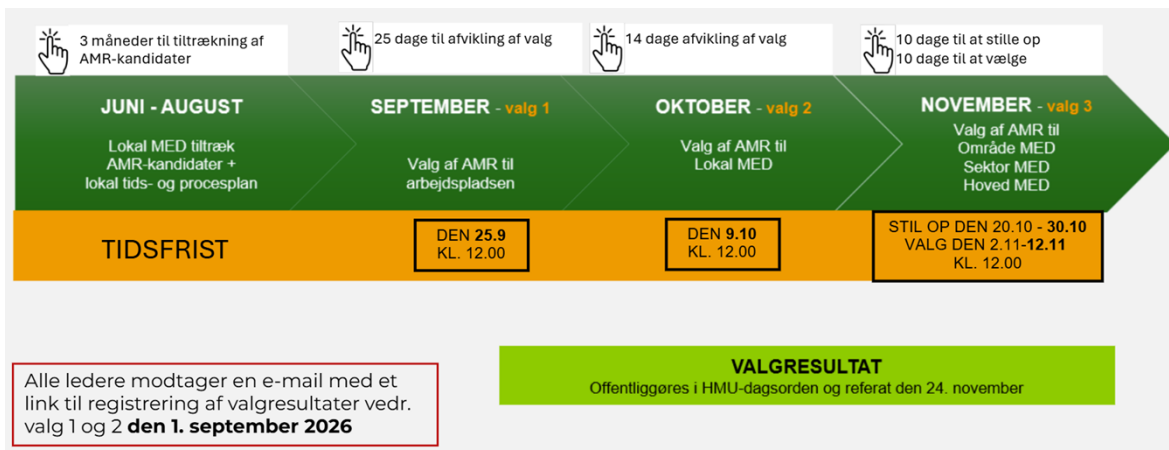 3 måneder til tiltrækning af
AMR-kandidater
25 dage til afvikling af valg
14 dage afvikling af valg
10 dage til at stille op
10 dage til at vælge
JUNI - AUGUST
Lokal MED tiltræk
AMR-kandidater +
lokal tids- og procesplan
SEPTEMBER - valg 1
Valg af AMR til
arbejdspladsen
OKTOBER - valg 2
Valg af AMR til
Lokal MED
NOVEMBER - valg 3
Valg af AMR til
Område MED
Sektor MED
Hoved MED
TIDSFRIST
DEN 25.9
KL. 12.00
DEN 9.10
KL. 12.00
STIL OP DEN 20.10 - 30.10
VALG DEN 2.11-12.11
KL. 12.00
VALGRESULTAT
Offentliggøres i HMU-dagsorden og referat den 24. november
Alle ledere modtager en e-mail med et
link til registrering af valgresultater vedr.
valg 1 og 2 den 1. september 2026